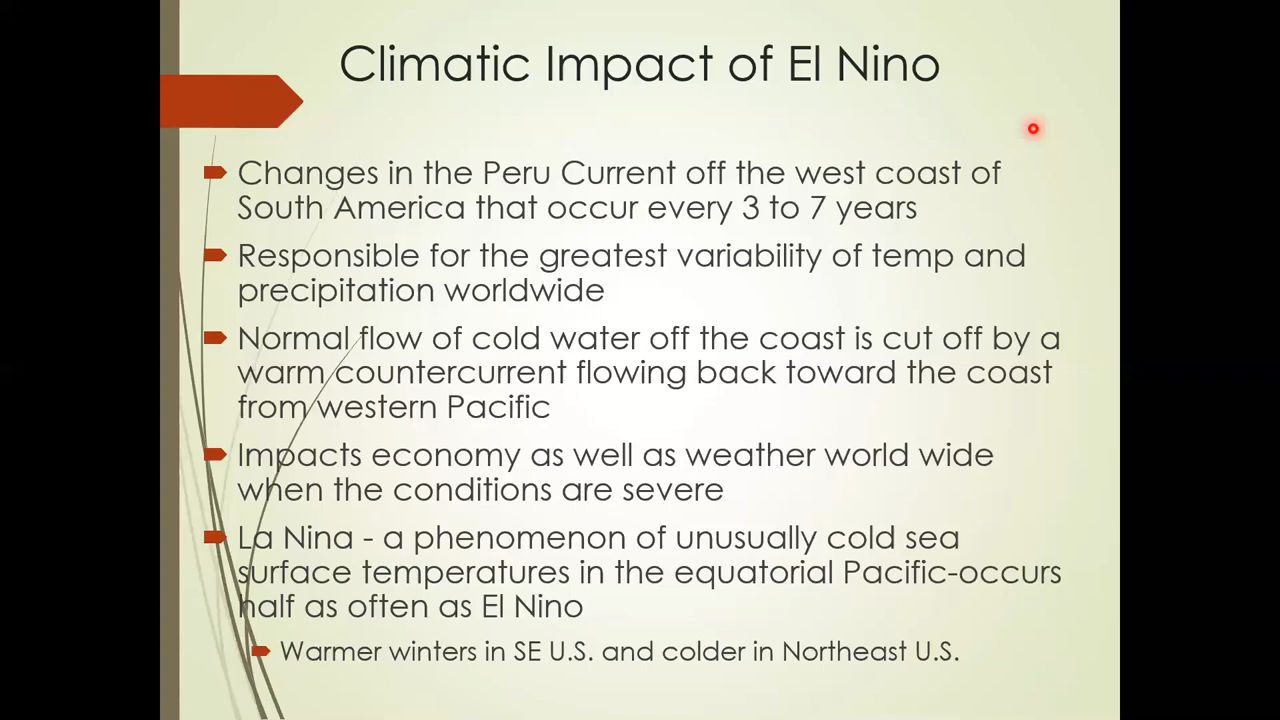 Climatic Impact of El Nino
Changes in the Peru Current off the west coast of
South America that occur every 3 to 7 years
Responsible for the greatest variability of temp and
precipitation worldwide
Normal flow of cold water off the coast is cut off by a
warm countercurrent flowing back toward the coast
from western Pacific
Impacts economy as well as weather world wide
when the conditions are severe
La Nina - a phenomenon of unusually cold sea
surface temperatures in the equatorial Pacific-occurs
half as often as El Nino
Warmer winters in SE U.S. and colder in Northeast U.S.